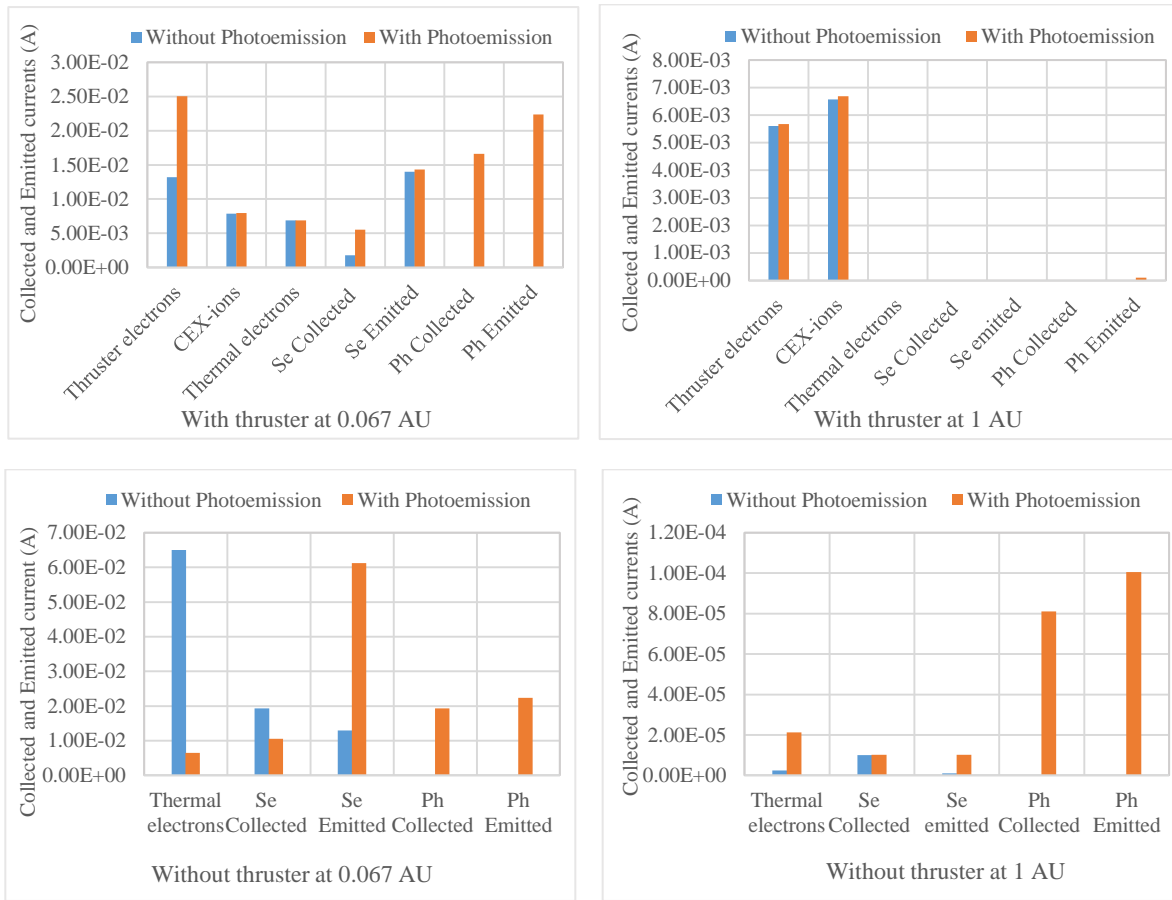 Without Photoemission With Photoemission
Collected and Emitted currents (A)
3.00E-02
2.50E-02
2.00E-02
1.50E-02
1.00E-02
5.00E-03
0.00E+00
Thruster electrons
CEX-ions
Thermal electrons
Se Collected
Se Emitted
Ph Collected
Ph Emitted
With thruster at 0.067 AU
Without Photoemission With Photoemission
Collected and Emitted currents (A)
8.00E-03
7.00E-03
6.00E-03
5.00E-03
4.00E-03
3.00E-03
2.00E-03
1.00E-03
0.00E+00
Thruster electrons
CEX-ions
Thermal electrons
Se Collected
Se emitted
Ph Collected
Ph Emitted
With thruster at 1 AU
Without Photoemission With Photoemission
Collected and Emitted current (A)
7.00E-02
6.00E-02
5.00E-02
4.00E-02
3.00E-02
2.00E-02
1.00E-02
0.00E+00
Thermal Se Se Ph Ph
electrons Collected Emitted Collected Emitted
Without thruster at 0.067 AU
Without Photoemission With Photoemission
Collected and Emitted currents (A)
1.20E-04
1.00E-04
8.00E-05
6.00E-05
4.00E-05
2.00E-05
0.00E+00
Thermal Se Se Ph Ph
electrons Collected emitted Collected Emitted
Without thruster at 1 AU